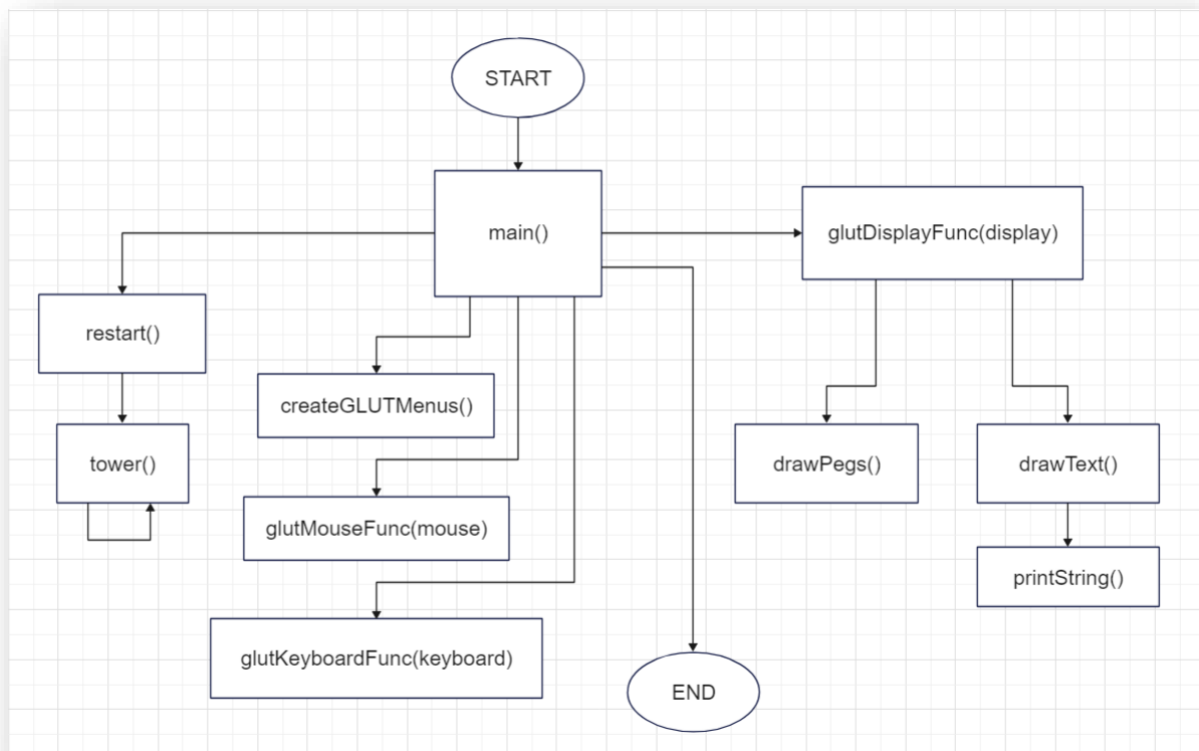 START
main()
glutDisplayFunc(display)
restart()
createGLUTMenus()
tower()
drawPegs()
drawText()
glutMouseFunc(mouse)
printString()
glutKeyboardFunc(keyboard)
END